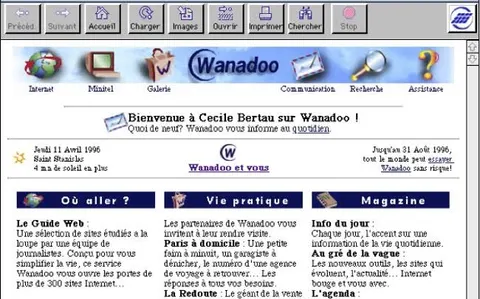 Précéd. Suivant Accueil Charger Images Ouvrir Imprimer Chercher Stop
Wanadoo
Internet Minitel Galerie Communication Recherche Assistance
Bienvenue à Cecile Bertau sur Wanadoo !
Quoi de neuf? Wanadoo vous informe au quotidien.
Jeudi 11 Avril 1996
Saint Stanislas
4 mn de soleil en plus
Wanadoo et vous
Jusqu'au 31 Août 1996,
tout le monde peut essayer
Wanadoo sans risque!
Où aller ?
Le Guide Web :
Une sélection de sites étudiés a la
loupe par une équipe de
journalistes. Conçu pour vous
simplifier la vie, ce service
Wanadoo vous ouvre les portes de
plus de 300 sites Internet...
Vie pratique
Les partenaires de Wanadoo vous
invitent à leur rendre visite.
Paris à domicile : Une petite
faim à minuit, un garagiste à
dénicher, le numéro d'une agence
de voyage à retrouver... Les
réponses à tous vos besoins.
La Redoute : Le géant de la vente
Magazine
Info du jour :
Chaque jour, l'accent sur une
information de la vie quotidienne.
Au gré de la vague :
Les nouveaux outils, les sites qui
évoluent, l'actualité... Internet
bouge et vous avec.
L'agenda :